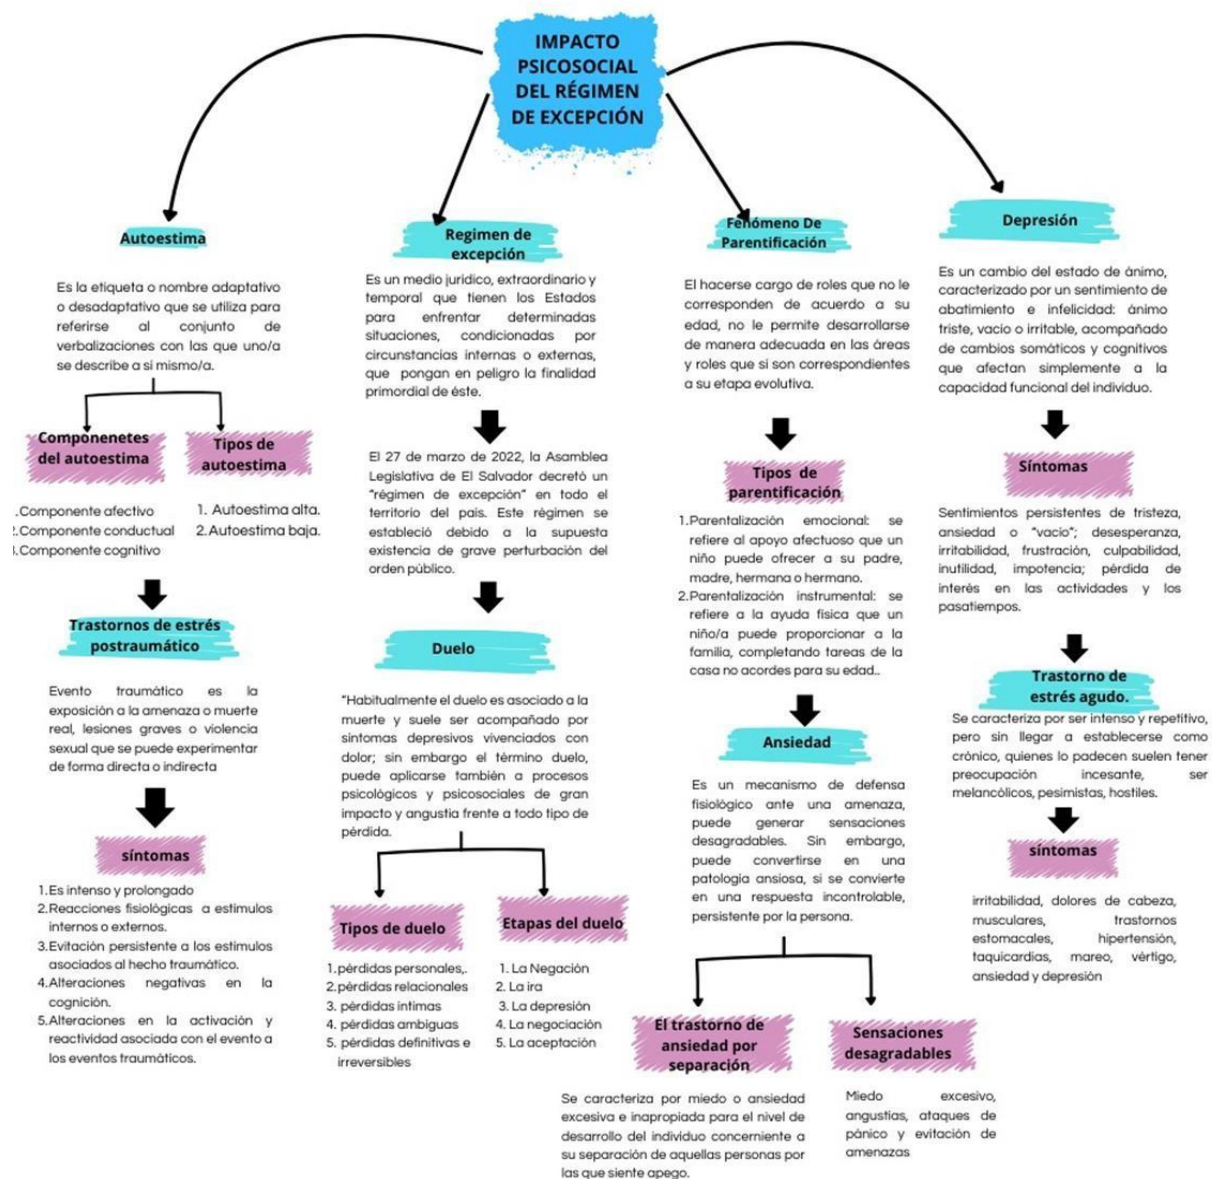 IMPACTO
PSICOSOCIAL
DEL RÉGIMEN
DE EXCEPCIÓN
Autoestima
Es la etiqueta o nombre adaptativo
o desadaptativo que se utiliza para
referirse al conjunto de
verbalizaciones con las que uno/a
se describe a sí mismo/a.
Componenetes
del autoestima
.Componente afectivo
2.Componente conductual
3.Componente cognitivo
Tipos de
autoestima
1. Autoestima alta.
2.Autoestima baja.
Trastornos de estrés
postraumático
Evento traumático es la
exposición a la amenaza o muerte
real, lesiones graves o violencia
sexual que se puede experimentar
de forma directa o indirecta
síntomas
1.Es intenso y prolongado
2.Reacciones fisiológicas a estímulos
internos o externos.
3.Evitación persistente a los estímulos
asociados al hecho traumático.
4.Alteraciones negativas en la
cognición.
5.Alteraciones en la activación y
reactividad asociada con el evento a
los eventos traumáticos.
Regimen de
excepción
Es un medio jurídico, extraordinario y
temporal que tienen los Estados
para enfrentar determinadas
situaciones, condicionadas por
circunstancias internas o externas,
que pongan en peligro la finalidad
primordial de éste.
El 27 de marzo de 2022, la Asamblea
Legislativa de El Salvador decretó un
“régimen de excepción” en todo el
territorio del país. Este régimen se
estableció debido a la supuesta
existencia de grave perturbación del
orden público.
Duelo
“Habitualmente el duelo es asociado a la
muerte y suele ser acompañado por
síntomas depresivos vivenciados con
dolor; sin embargo el término duelo,
puede aplicarse también a procesos
psicológicos y psicosociales de gran
impacto y angustia frente a todo tipo de
pérdida.
Tipos de duelo
1.pérdidas personales,.
2.pérdidas relacionales
3. pérdidas íntimas
4. pérdidas ambiguas
5. pérdidas definitivas e
irreversibles
Etapas del duelo
1. La Negación
2. La ira
3. La depresión
4. La negociación
5. La aceptación
Fenómeno De
Parentificación
El hacerse cargo de roles que no le
corresponden de acuerdo a su
edad, no le permite desarrollarse
de manera adecuada en las áreas
y roles que si son correspondientes
a su etapa evolutiva.
Tipos de
parentificación
1.Parentalización emocional: se
refiere al apoyo afectuoso que un
niño puede ofrecer a su padre,
madre, hermana o hermano.
2.Parentalización instrumental: se
refiere a la ayuda física que un
niño/a puede proporcionar a la
familia, completando tareas de la
casa no acordes para su edad..
Ansiedad
Es un mecanismo de defensa
fisiológico ante una amenaza,
puede generar sensaciones
desagradables. Sin embargo,
puede convertirse en una
patología ansiosa, si se convierte
en una respuesta incontrolable,
persistente por la persona.
El trastorno de
ansiedad por
separación
Se caracteriza por miedo o ansiedad
excesiva e inapropiada para el nivel de
desarrollo del individuo concerniente a
su separación de aquellas personas por
las que siente apego.
Sensaciones
desagradables
Miedo excesivo,
angustias, ataques de
pánico y evitación de
amenazas
Depresión
Es un cambio del estado de ánimo,
caracterizado por un sentimiento de
abatimiento e infelicidad: ánimo
triste, vacío o irritable, acompañado
de cambios somáticos y cognitivos
que afectan simplemente a la
capacidad funcional del individuo.
Síntomas
Sentimientos persistentes de tristeza,
ansiedad o “vacío”; desesperanza,
irritabilidad, frustración, culpabilidad,
inutilidad, impotencia; pérdida de
interés en las actividades y los
pasatiempos.
Trastorno de
estrés agudo.
Se caracteriza por ser intenso y repetitivo,
pero sin llegar a establecerse como
crónico, quienes lo padecen suelen tener
preocupación incesante, ser
melancólicos, pesimistas, hostiles.
síntomas
irritabilidad, dolores de cabeza,
musculares, trastornos
estomacales, hipertensión,
taquicardias, mareo, vértigo,
ansiedad y depresión